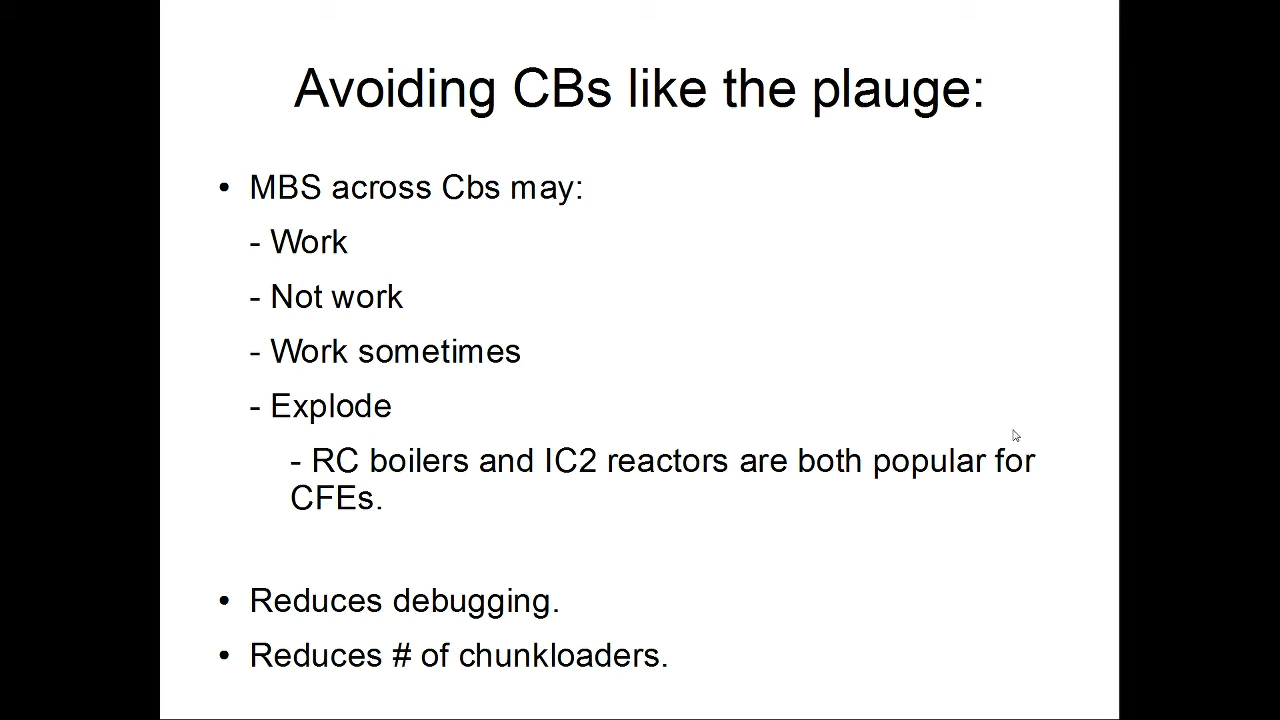 Avoiding CBs like the plauge:
• MBS across Cbs may:
- Work
- Not work
- Work sometimes
- Explode
- RC boilers and IC2 reactors are both popular for
CFEs.
• Reduces debugging.
• Reduces # of chunkloaders.